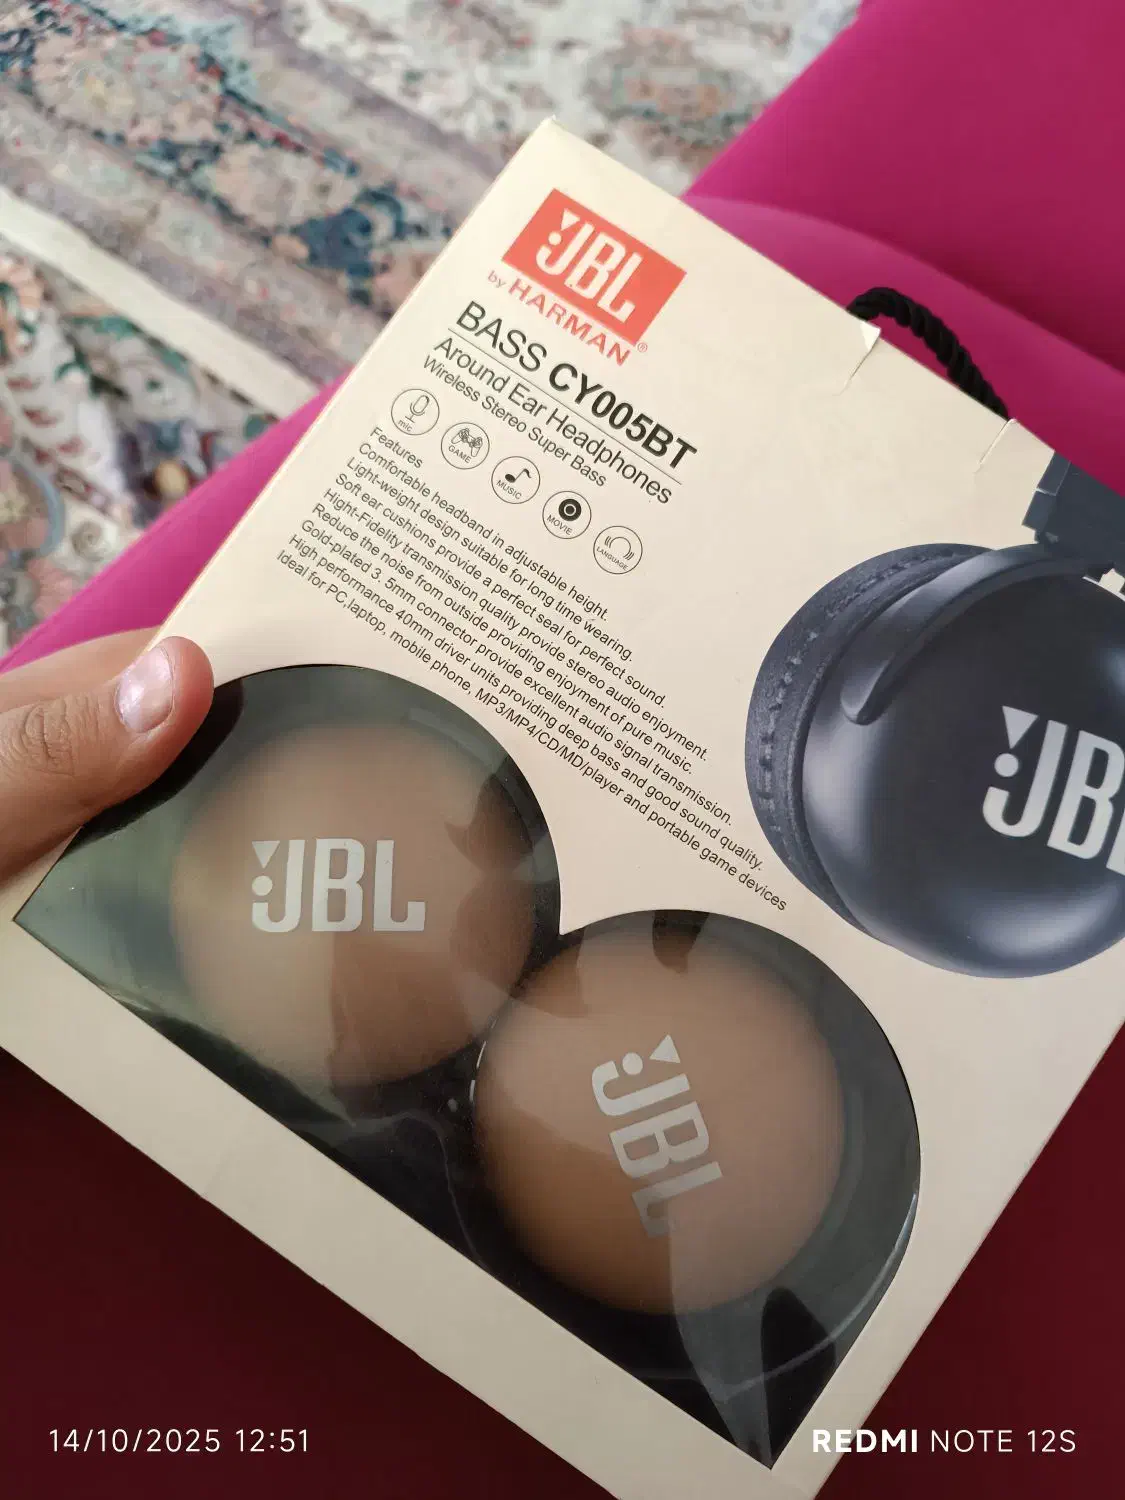 JBL
by HARMAN®
BASS CY005BT
Around Ear Headphones
Wireless Stereo Super Bass
mic
GAME
MUSIC
MOVIE
LANGUAGE
Features
Comfortable headband in adjustable height.
Light-weight design suitable for long time wearing.
Soft ear cushions provide a perfect seal for perfect sound.
Hight-Fidelity transmission quality provide stereo audio enjoyment.
Reduce the noise from outside providing enjoyment of pure music.
Gold-plated 3. 5mm connector provide excellent audio signal transmission.
High performance 40mm driver units providing deep bass and good sound quality.
Ideal for PC,laptop, mobile phone, MP3/MP4/CD/MD/player and portable game devices
JB
JBL
JBL
14/10/2025 12:51
REDMI NOTE 12S